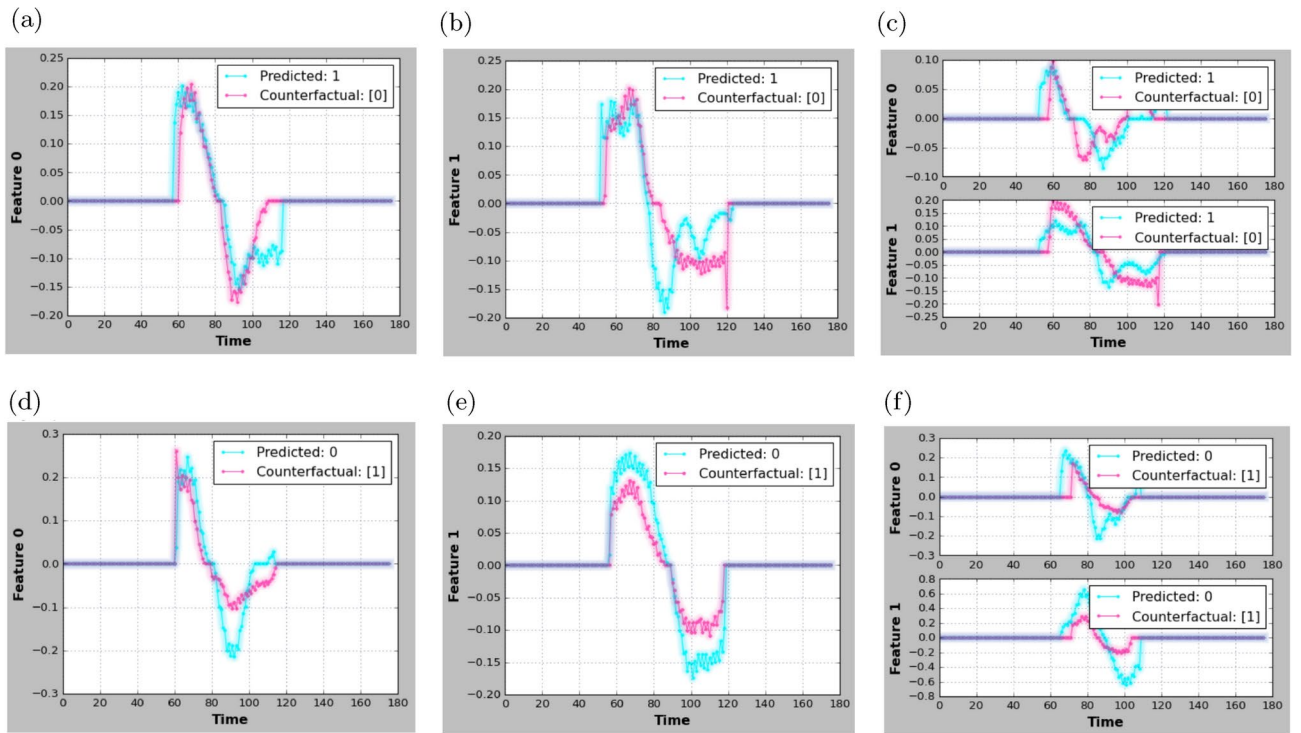 (a)
Feature 0
0.25
0.20
0.15
0.10
0.05
0.00
−0.05
−0.10
−0.15
−0.20
Predicted: 1
Counterfactual: [0]
0 20 40 60 80 100 120 140 160 180
Time
(b)
Feature 1
0.25
0.20
0.15
0.10
0.05
0.00
−0.05
−0.10
−0.15
−0.20
Predicted: 1
Counterfactual: [0]
0 20 40 60 80 100 120 140 160 180
Time
(c)
Feature 0
0.10
0.05
0.00
−0.05
−0.10
Predicted: 1
Counterfactual: [0]
0 20 40 60 80 100 120 140 160 180
Feature 1
0.20
0.15
0.10
0.05
0.00
−0.05
−0.10
−0.15
−0.20
−0.25
Predicted: 1
Counterfactual: [0]
0 20 40 60 80 100 120 140 160 180
Time
(d)
Feature 0
0.3
0.2
0.1
0.0
−0.1
−0.2
−0.3
Predicted: 0
Counterfactual: [1]
0 20 40 60 80 100 120 140 160 180
Time
(e)
Feature 1
0.20
0.15
0.10
0.05
0.00
−0.05
−0.10
−0.15
−0.20
Predicted: 0
Counterfactual: [1]
0 20 40 60 80 100 120 140 160 180
Time
(f)
Feature 0
0.3
0.2
0.1
0.0
−0.1
−0.2
−0.3
Predicted: 0
Counterfactual: [1]
0 20 40 60 80 100 120 140 160 180
Feature 1
0.8
0.6
0.4
0.2
0.0
−0.2
−0.4
−0.6
−0.8
Predicted: 0
Counterfactual: [1]
0 20 40 60 80 100 120 140 160 180
Time